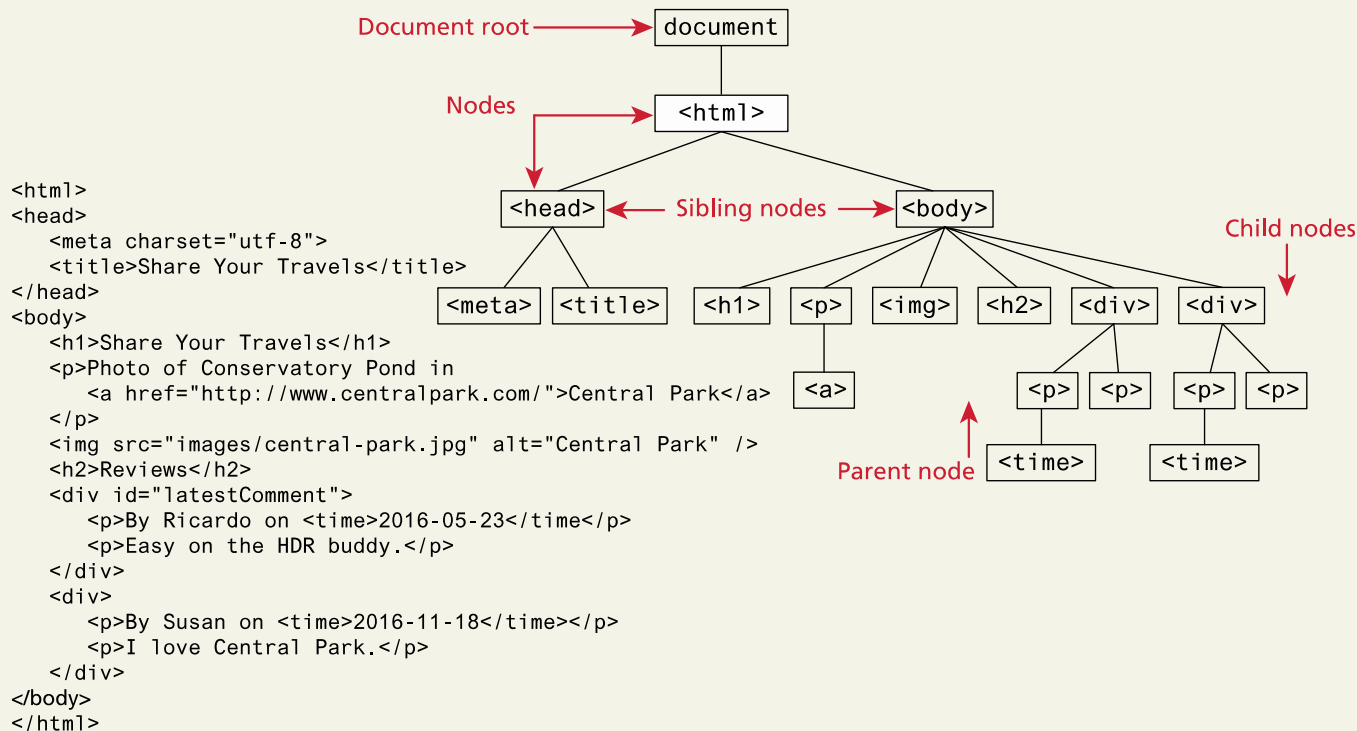 Document root
document
Nodes
<html>
<head>
Sibling nodes
<body>
Child nodes
<meta>
<title>
<h1>
<p>
<img>
<h2>
<div>
<div>
<a>
<p>
<p>
<p>
<p>
Parent node
<time>
<time>
<html>
<head>
<meta charset="utf-8">
<title>Share Your Travels</title>
</head>
<body>
<h1>Share Your Travels</h1>
<p>Photo of Conservatory Pond in
<a href="http://www.centralpark.com/">Central Park</a>
</p>
<img src="images/central-park.jpg" alt="Central Park" />
<h2>Reviews</h2>
<div id="latestComment">
<p>By Ricardo on <time>2016-05-23</time</p>
<p>Easy on the HDR buddy.</p>
</div>
<div>
<p>By Susan on <time>2016-11-18</time></p>
<p>I love Central Park.</p>
</div>
</body>
</html>